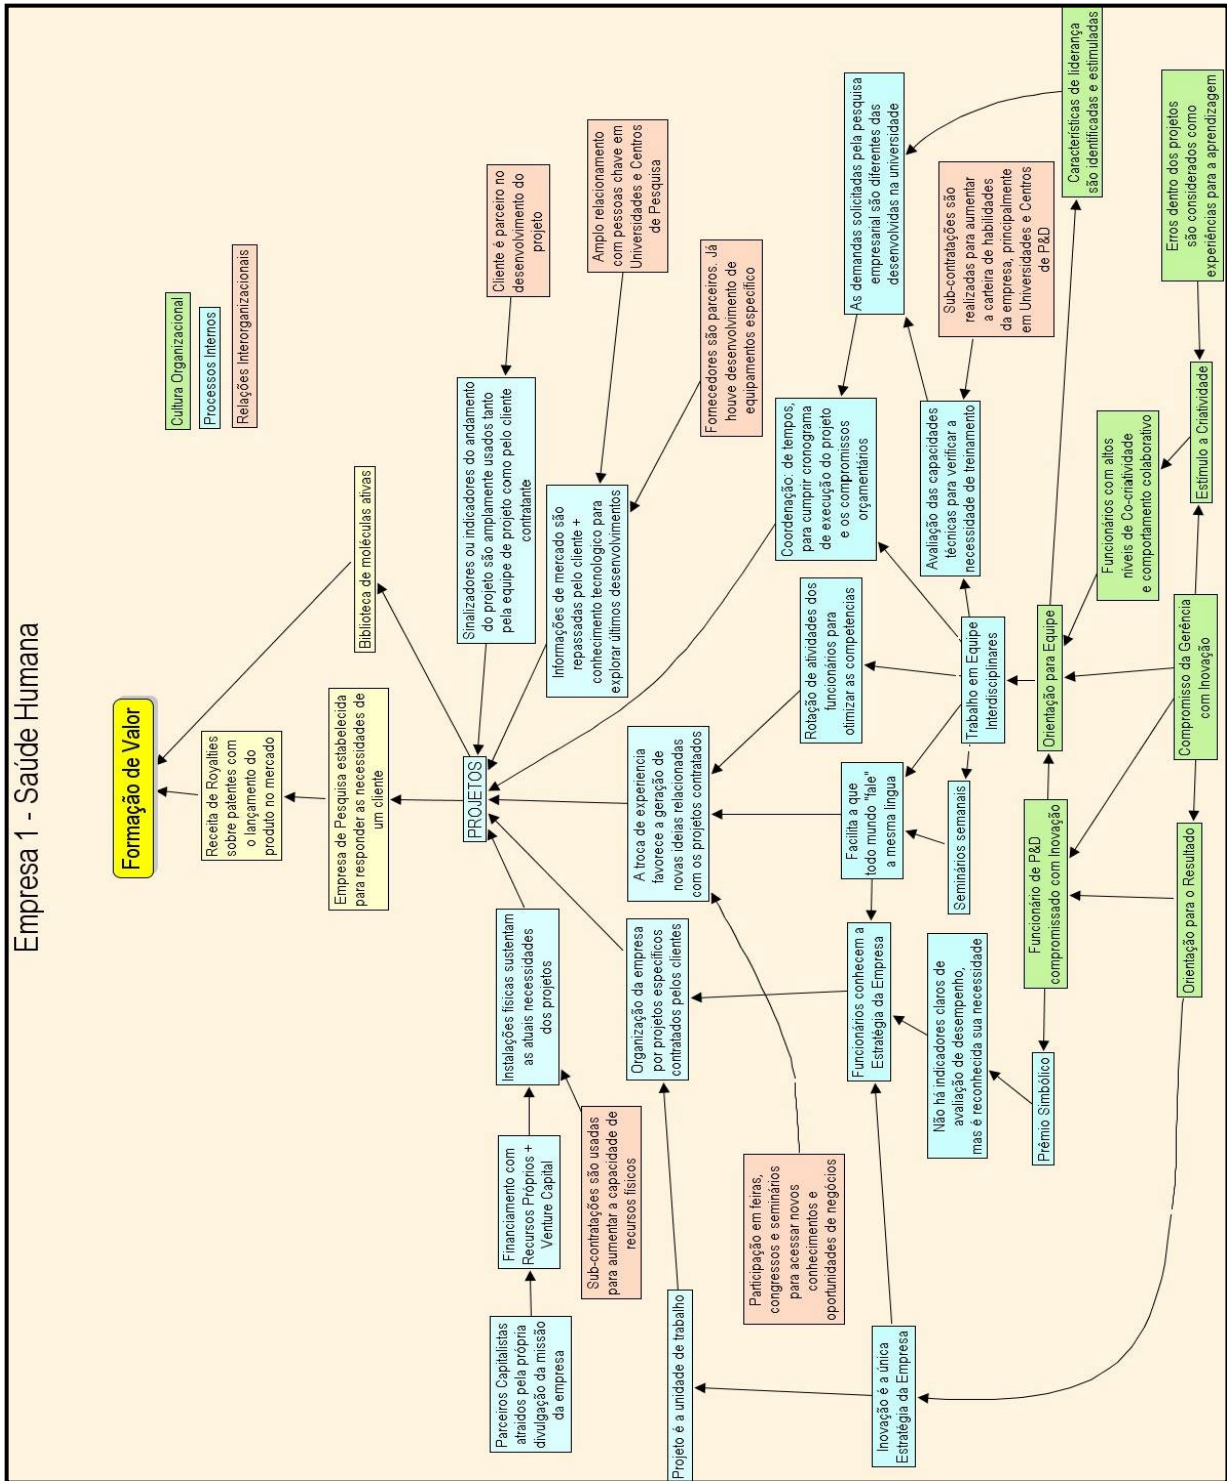 Empresa 1 - Saúde Humana
Formação de Valor
Cultura Organizacional
Processos Internos
Relações Interorganizacionais
Receita de Royalties
sobre patentes com
o lançamento do
produto no mercado
Biblioteca de moléculas ativas
Empresa de Pesquisa estabelecida
para responder as necesidades de
um cliente
PROJETOS
Parceiros Capitalistas
atraidos pela própria
divulgação da missão
da empresa
Financiamento com
Recursos Próprios +
Venture Capital
Instalações físicas sustentam
as atuais necessidades
dos projetos
Sinalizadores ou indicadores do andamento
do projeto são amplamente usados tanto
pela equipe de projeto como pelo cliente
contratante
Cliente é parceiro no
desenvolvimento do
projeto
Sub-contratações são usadas
para aumentar a capacidade de
recursos físicos
Informações de mercado são
repassadas pelo cliente +
conhecimento tecnologico para
explorar últimos desenvolvimentos
Amplo relacionamento
com pessoas chave em
Universidades e Centros
de Pesquisa
Organização da empresa
por projetos específicos
contratados pelos clientes
A troca de experiencia
favorece a geração de
novas ideias relacionadas
com os projetos contratados
Fornecedores são parceiros. Já
houve desenvolvimento de
equipamentos específico
Projeto é a unidade de trabalho
Participação em feiras,
congressos e seminários
para acessar novos
conhecimentos e
oportunidades de negócios
Rotação de atividades dos
funcionários para
otimizar as competencias
Coordenação: de tempos,
para cumprir cronograma
de execução do projeto
e os compromissos
orçamentários
As demandas solicitadas pela pesquisa
empresarial são diferentes das
desenvolvidas na universidade
Inovação é a única
Estratégia da Empresa
Funcionários conhecem a
Estratégia da Empresa
Facilita a que
todo mundo "fale"
a mesma lingua
Seminários semanais
Trabalho em Equipe
Interdisciplinares
Avaliação das capacidades
técnicas para verificar a
necessidade de treinamento
Sub-contratações são
realizadas para aumentar
a carteira de habilidades
da empresa, principalmente
em Universidades e Centros
de P&D
Não há indicadores claros de
avaliação de desempenho,
mas é reconhecida sua necessidade
Prêmio Simbólico
Funcionário de P&D
compromissado com Inovação
Orientação para Equipe
Características de liderança
são identificadas e estimuladas
Funcionários com altos
níveis de Co-criatividade
e comportamento colaborativo
Orientação para o Resultado
Compromisso da Gerência
com Inovação
Estímulo a Criatividade
Erros dentro dos projetos
são considerados como
experiências para a aprendizagem